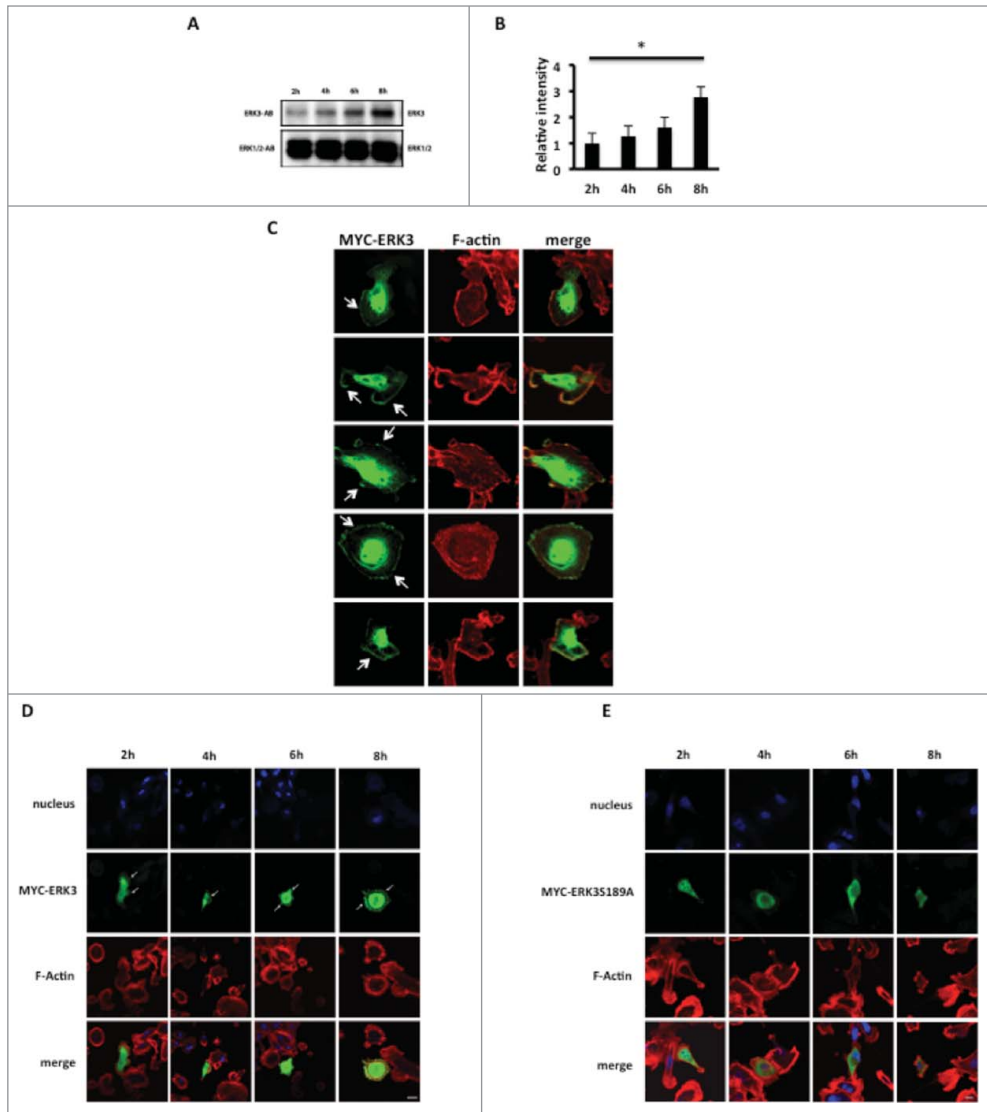 A
2h 4h 6h 8h
ERK3-AB ERK3
ERK1/2-AB ERK1/2
B
*
Relative intensity
4
3
2
1
0
2h 4h 6h 8h
C
MYC-ERK3 F-actin merge
D
2h 4h 6h 8h
nucleus
MYC-ERK3
F-Actin
merge
E
2h 4h 6h 8h
nucleus
MYC-ERK3S189A
F-Actin
merge